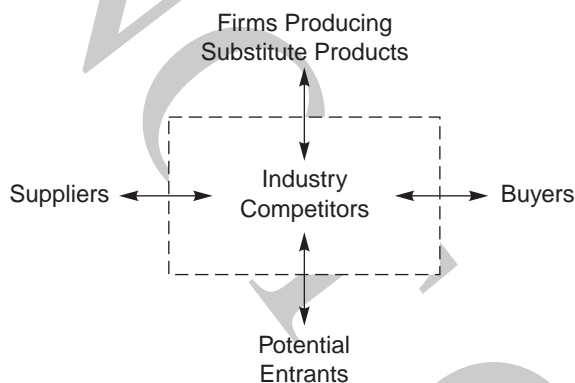 Firms Producing
Substitute Products
Suppliers
Industry
Competitors
Buyers
Potential
Entrants